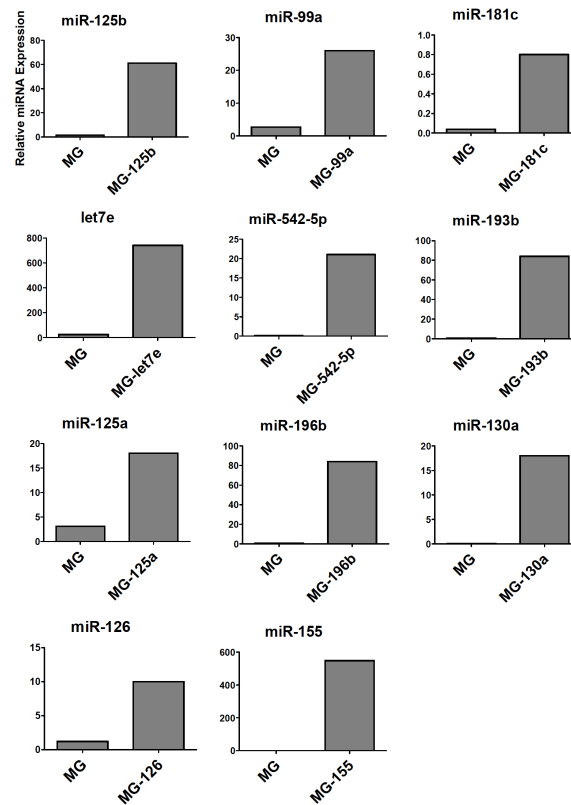 miR-125b
miR-99a
miR-181c
Relative miRNA Expression
80
60
40
20
0
MG
MG-125b
30
20
10
0
MG
MG-99a
1.0
0.8
0.6
0.4
0.2
0.0
MG
MG-181c
let7e
miR-542-5p
miR-193b
800
600
400
200
0
MG
MG-let7e
25
20
15
10
5
0
MG
MG-542-5p
100
80
60
40
20
0
MG
MG-193b
miR-125a
miR-196b
miR-130a
20
15
10
5
0
MG
MG-125a
100
80
60
40
20
0
MG
MG-196b
20
15
10
5
0
MG
MG-130a
miR-126
miR-155
15
10
5
0
MG
MG-126
600
400
200
0
MG
MG-155